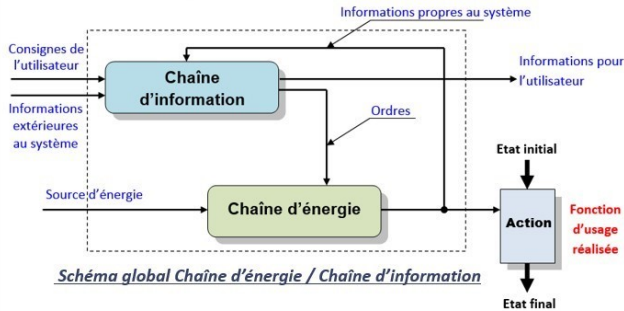 Informations propres au système
Consignes de
l'utilisateur
Chaîne
d'information
Informations pour
l'utilisateur
Informations
extérieures
au système
Ordres
Etat initial
Source d'énergie
Chaîne d'énergie
Action
Fonction
d'usage
réalisée
Schéma global Chaîne d'énergie / Chaîne d'information
Etat final